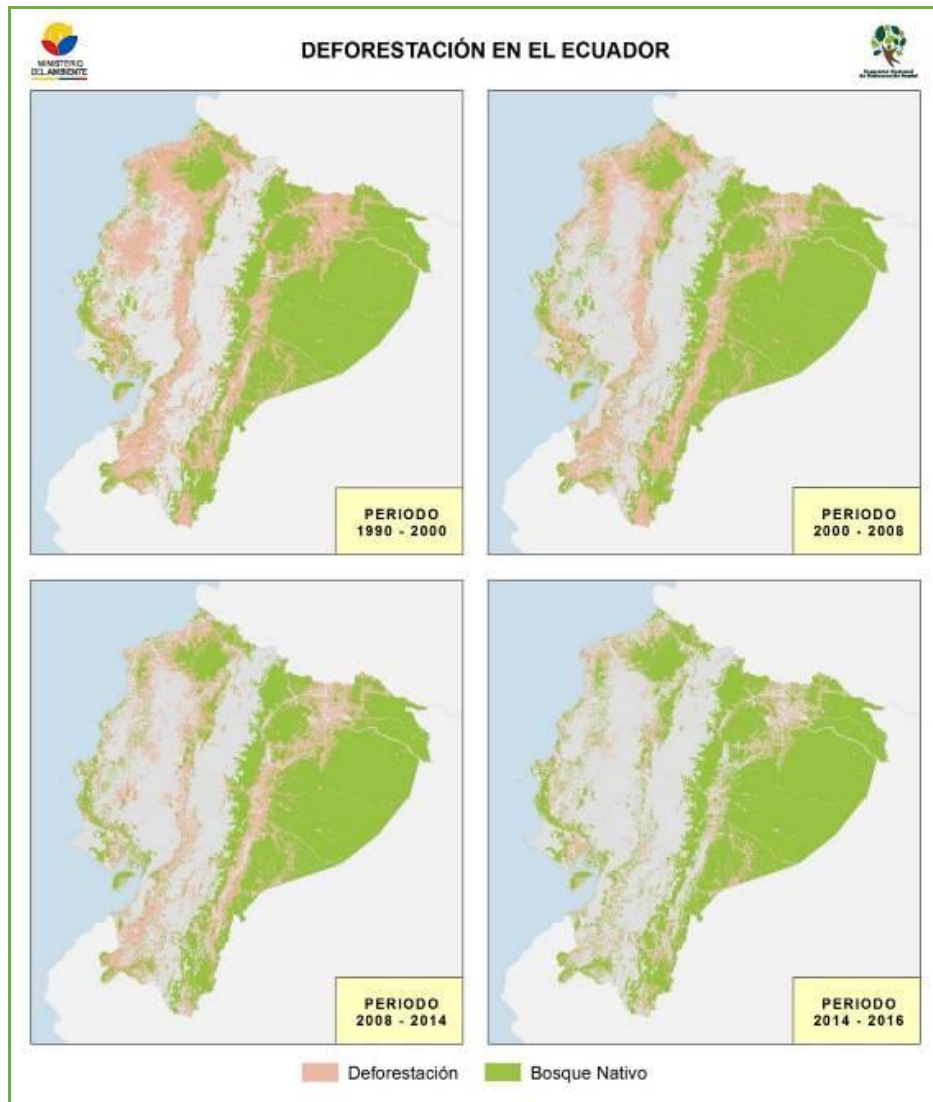 MINISTERIO
DEL AMBIENTE
DEFORESTACIÓN EN EL ECUADOR
PERIODO
1990 - 2000
PERIODO
2000 - 2008
PERIODO
2008 - 2014
PERIODO
2014 - 2016
Deforestación
Bosque Nativo